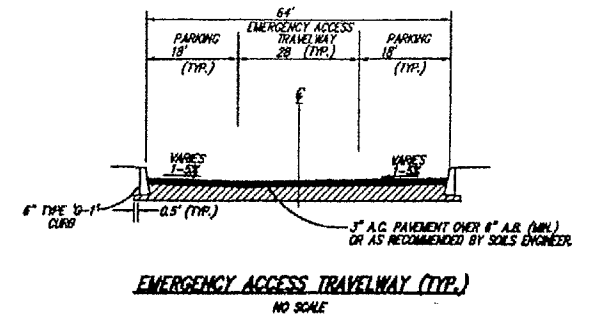 64'
EMERGENCY ACCESS
TRAVELWAY
28 (TYP.)
PARKING
18'
(TYP.)
PARKING
18'
(TYP.)
℄
VARIES
1-5%
VARIES
1-5%
6" TYPE 'G-1'
CURB
0.5' (TYP.)
3" A.C. PAVEMENT OVER 6" A.B. (MIN.)
OR AS RECOMMENDED BY SOILS ENGINEER.
EMERGENCY ACCESS TRAVELWAY (TYP.)
NO SCALE